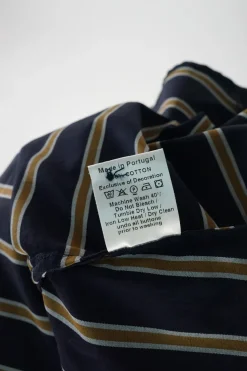 Made in Portugal
COTTON
Exclusive of Decoration
Machine Wash 40°
Do Not Bleach /
Tumble Dry Low /
Iron Low Heat / Dry Clean
undo all buttons
prior to washing